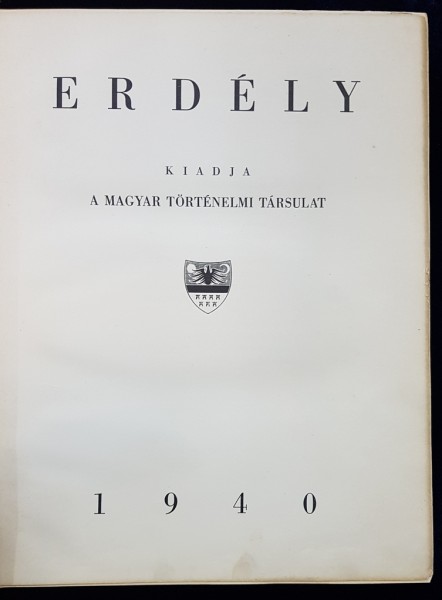 ERDÉLY
KIADJA
A MAGYAR TÖRTÉNELMI TÁRSULAT
1940